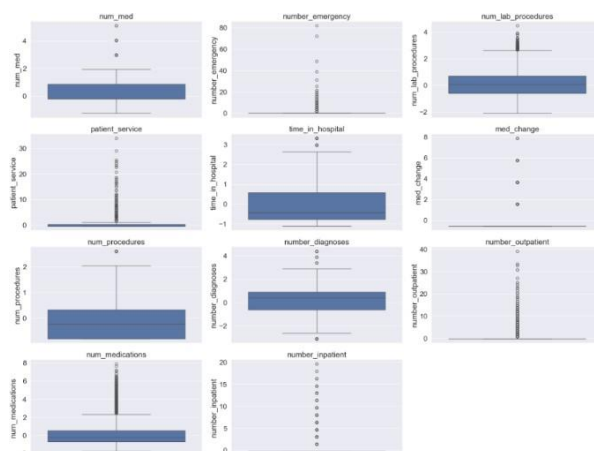 num_med
num_med
4
2
0
number_emergency
number_emergency
80
60
40
20
0
num_lab_procedures
num_lab_procedures
4
2
0
−2
patient_service
patient_service
30
20
10
0
time_in_hospital
time_in_hospital
3
2
1
0
−1
med_change
med_change
8
6
4
2
0
num_procedures
num_procedures
2
1
0
number_diagnoses
number_diagnoses
4
2
0
−2
number_outpatient
number_outpatient
40
30
20
10
0
num_medications
num_medications
8
6
4
2
0
number_inpatient
number_inpatient
20
15
10
5
0